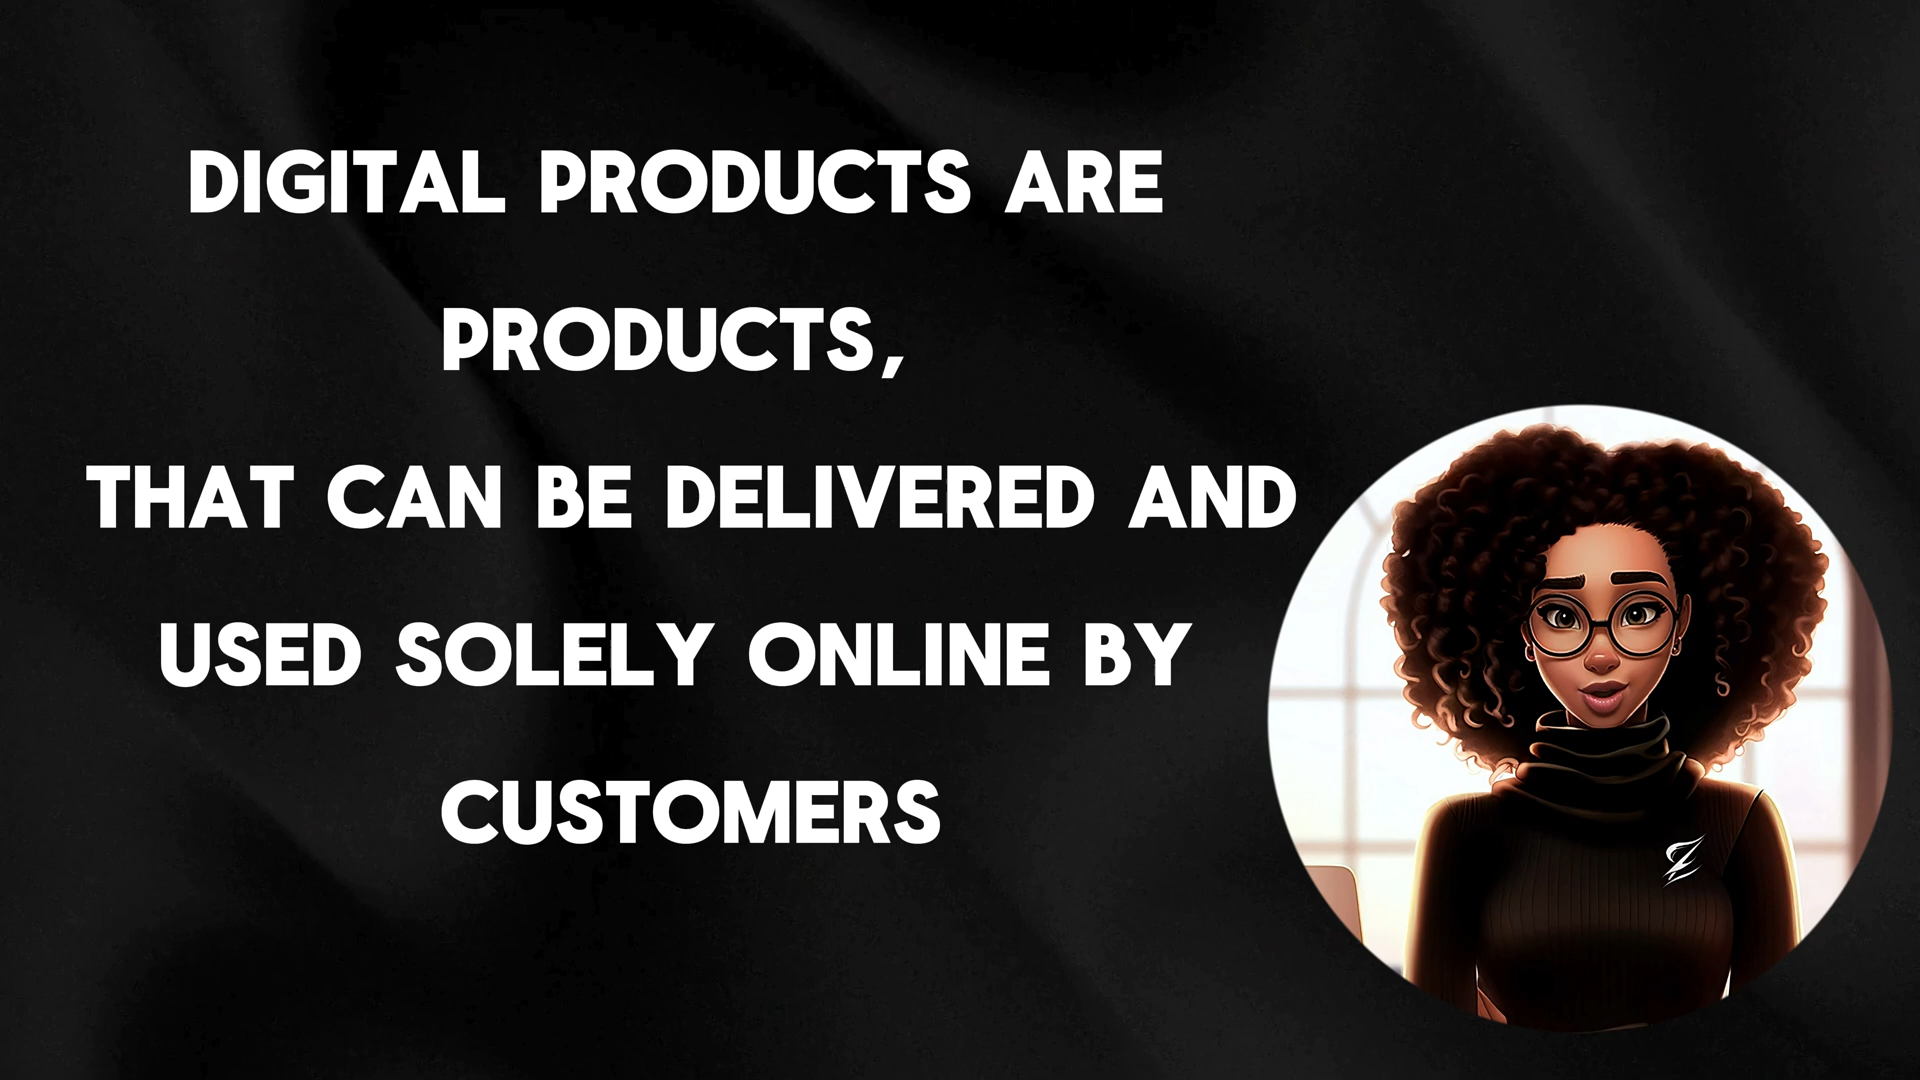 DIGITAL PRODUCTS ARE
PRODUCTS,
THAT CAN BE DELIVERED AND
USED SOLELY ONLINE BY
CUSTOMERS